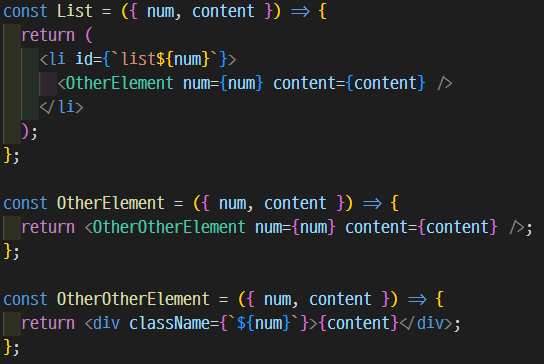 const List = ({ num, content }) => {
  return (
    <li id={`list${num}`}>
      <OtherElement num={num} content={content} />
    </li>
  );
};

const OtherElement = ({ num, content }) => {
  return <OtherOtherElement num={num} content={content} />;
};

const OtherOtherElement = ({ num, content }) => {
  return <div className={`${num}`}>{content}</div>;
};